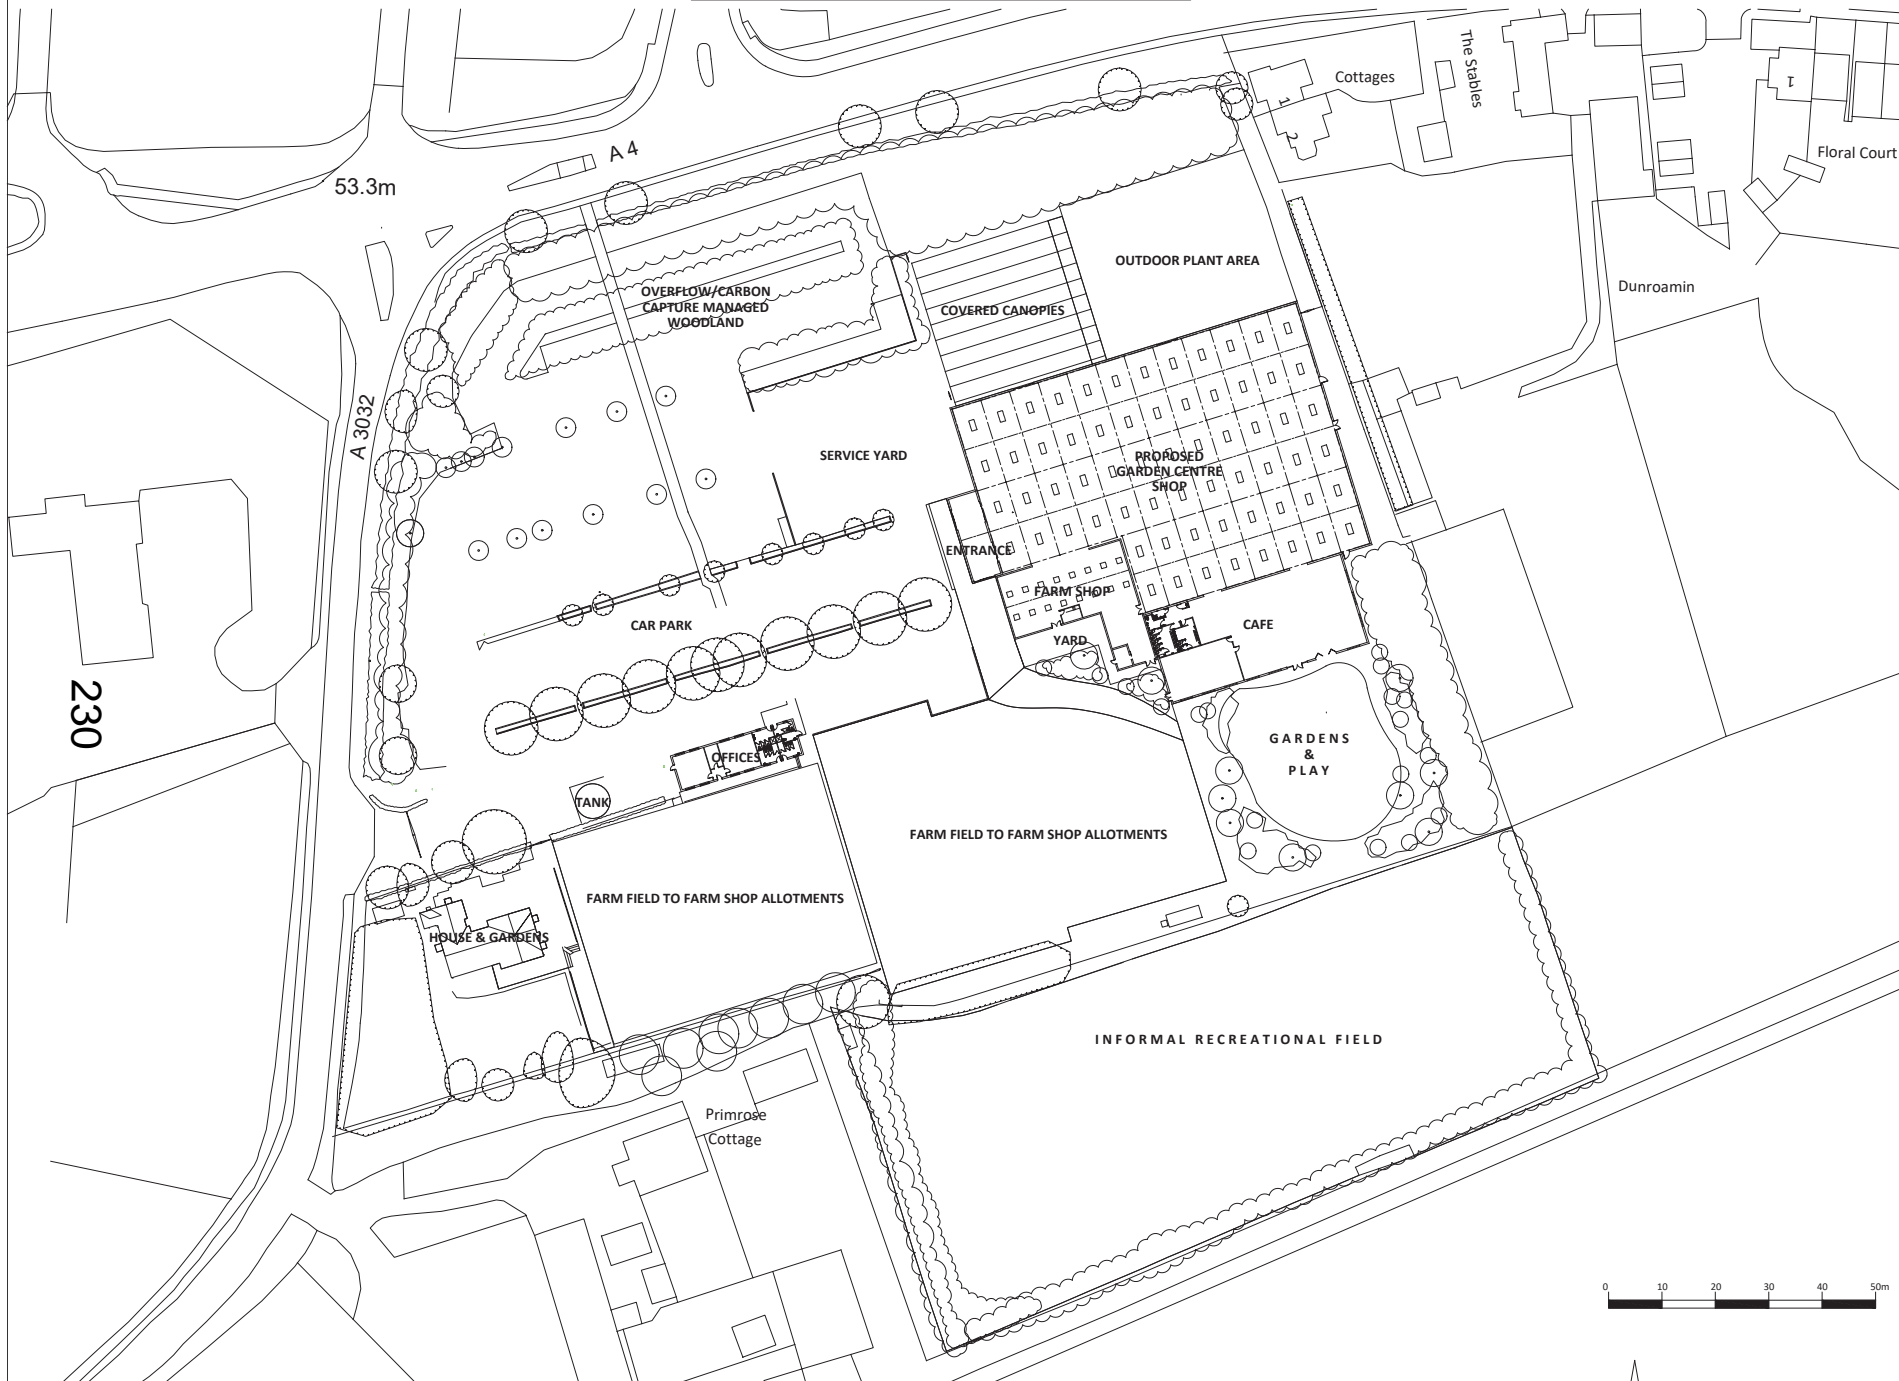 Cottages
The Stables
1
2
1
Floral Court
A 4
53.3m
OUTDOOR PLANT AREA
OVERFLOW/CARBON
CAPTURE MANAGED
WOODLAND
COVERED CANOPIES
Dunroamin
A 3032
SERVICE YARD
PROPOSED
GARDEN CENTRE
SHOP
ENTRANCE
FARM SHOP
CAR PARK
YARD
CAFE
230
GARDENS
&
PLAY
OFFICES
TANK
FARM FIELD TO FARM SHOP ALLOTMENTS
FARM FIELD TO FARM SHOP ALLOTMENTS
HOUSE & GARDENS
INFORMAL RECREATIONAL FIELD
Primrose
Cottage
0 10 20 30 40 50m